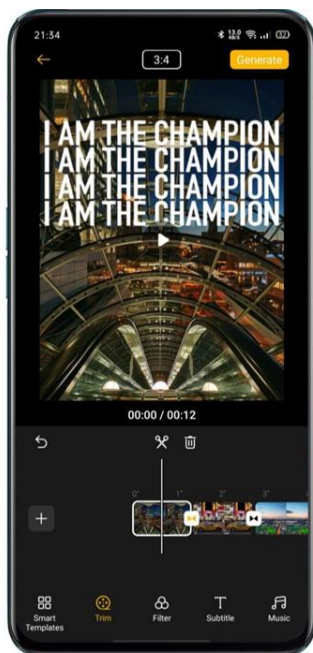 21:34
3:4
Generate
I AM THE CHAMPION
I AM THE CHAMPION
I AM THE CHAMPION
I AM THE CHAMPION
00:00 / 00:12
0" 1" 2" 3"
Smart
Templates
Trim
Filter
Subtitle
Music